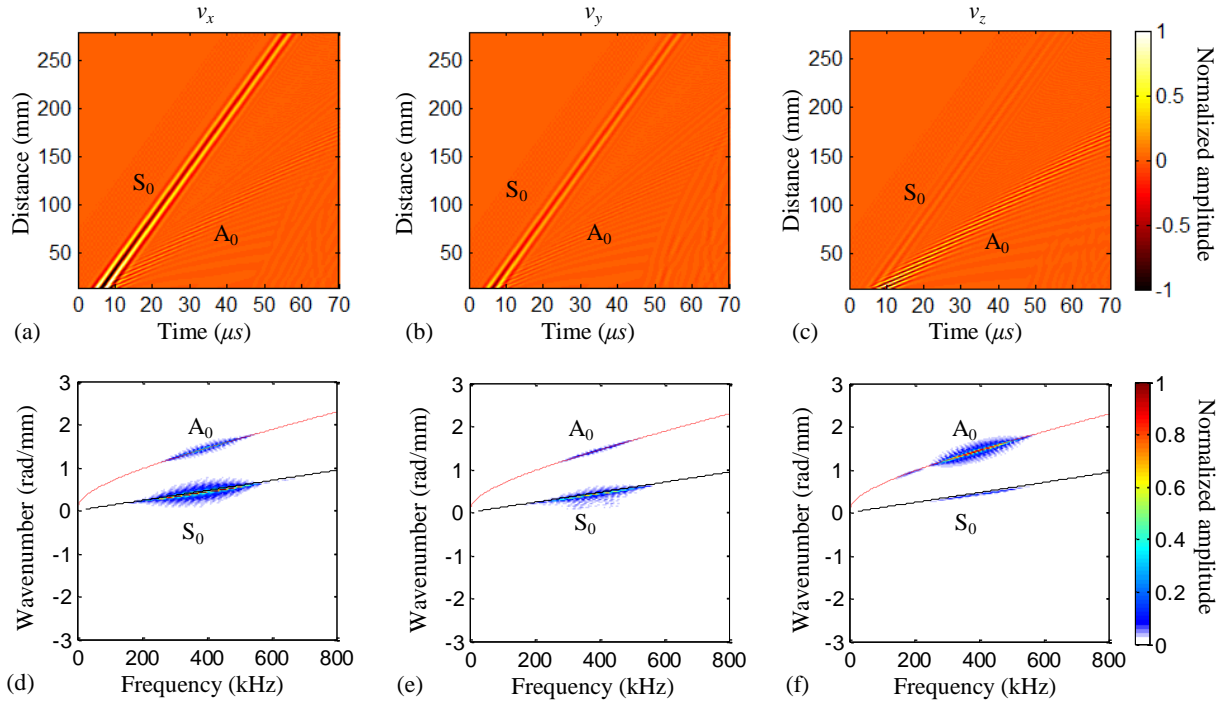 vx vy vz
250
200
150
100
50
Distance (mm)
S0
A0
0 10 20 30 40 50 60 70
(a) Time (μs)
250
200
150
100
50
Distance (mm)
S0
A0
0 10 20 30 40 50 60 70
(b) Time (μs)
250
200
150
100
50
Distance (mm)
S0
A0
0 10 20 30 40 50 60 70
(c) Time (μs)
1
0.5
0
-0.5
-1
Normalized amplitude
3
2
1
0
-1
-2
-3
Wavenumber (rad/mm)
A0
S0
0 200 400 600 800
(d) Frequency (kHz)
3
2
1
0
-1
-2
-3
Wavenumber (rad/mm)
A0
S0
0 200 400 600 800
(e) Frequency (kHz)
3
2
1
0
-1
-2
-3
Wavenumber (rad/mm)
A0
S0
0 200 400 600 800
(f) Frequency (kHz)
1
0.8
0.6
0.4
0.2
0
Normalized amplitude